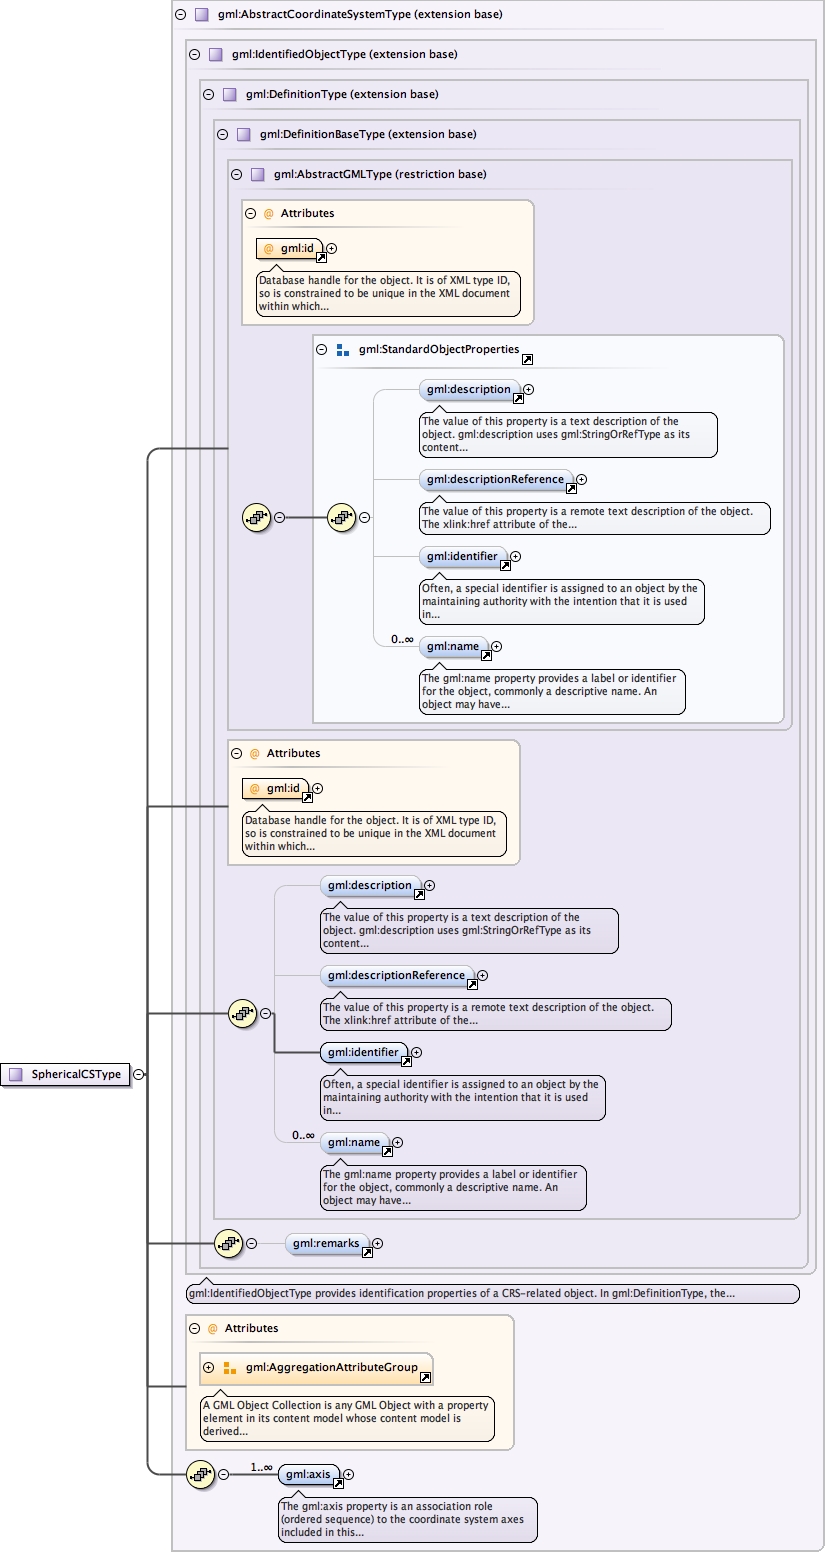 gml:AbstractCoordinateSystemType (extension base)
gml:IdentifiedObjectType (extension base)
gml:DefinitionType (extension base)
gml:DefinitionBaseType (extension base)
gml:AbstractGMLType (restriction base)
@ Attributes
@ gml:id
Database handle for the object. It is of XML type ID,
so is constrained to be unique in the XML document
within which...
gml:StandardObjectProperties
gml:description
The value of this property is a text description of the
object. gml:description uses gml:StringOrRefType as its
content...
gml:descriptionReference
The value of this property is a remote text description of the object.
The xlink:href attribute of the...
gml:identifier
Often, a special identifier is assigned to an object by the
maintaining authority with the intention that it is used
in...
0..∞
gml:name
The gml:name property provides a label or identifier
for the object, commonly a descriptive name. An
object may have...
@ Attributes
@ gml:id
Database handle for the object. It is of XML type ID,
so is constrained to be unique in the XML document
within which...
gml:description
The value of this property is a text description of the
object. gml:description uses gml:StringOrRefType as its
content...
gml:descriptionReference
The value of this property is a remote text description of the object.
The xlink:href attribute of the...
gml:identifier
SphericalCSType
Often, a special identifier is assigned to an object by the
maintaining authority with the intention that it is used
in...
0..∞
gml:name
The gml:name property provides a label or identifier
for the object, commonly a descriptive name. An
object may have...
gml:remarks
gml:IdentifiedObjectType provides identification properties of a CRS-related object. In gml:DefinitionType, the...
@ Attributes
gml:AggregationAttributeGroup
A GML Object Collection is any GML Object with a property
element in its content model whose content model is
derived...
1..∞
gml:axis
The gml:axis property is an association role
(ordered sequence) to the coordinate system axes
included in this...